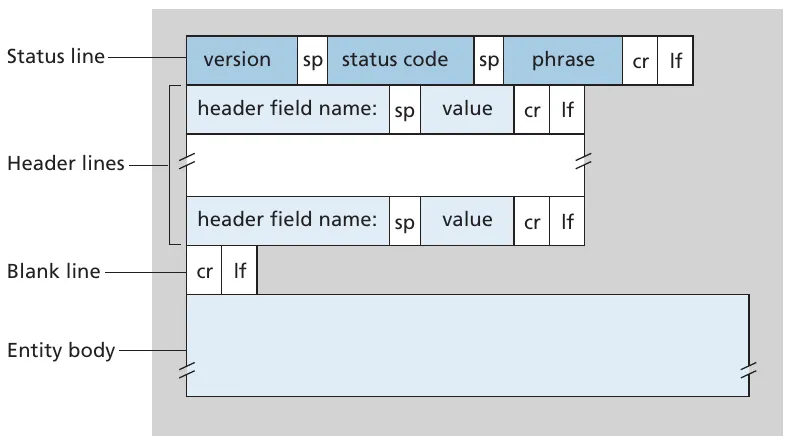 Status line version sp status code sp phrase cr lf
header field name: sp value cr lf
Header lines
header field name: sp value cr lf
Blank line cr lf
Entity body